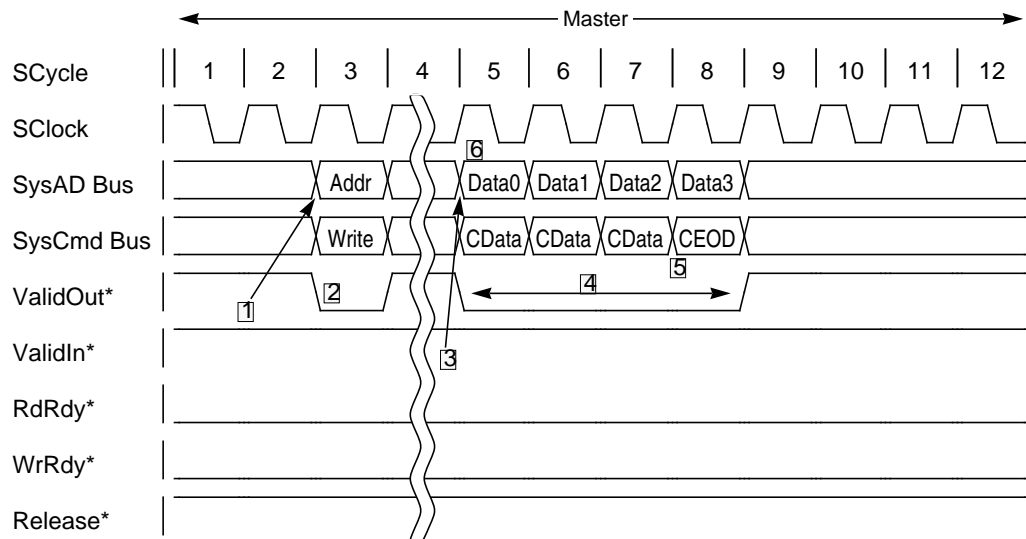 Master
SCycle 1 2 3 4 5 6 7 8 9 10 11 12
SClock
6
SysAD Bus Addr Data0 Data1 Data2 Data3
SysCmd Bus Write CData CData CData CEOD
5
ValidOut* 2 4
1
ValidIn* 3
RdRdy*
WrRdy*
Release*